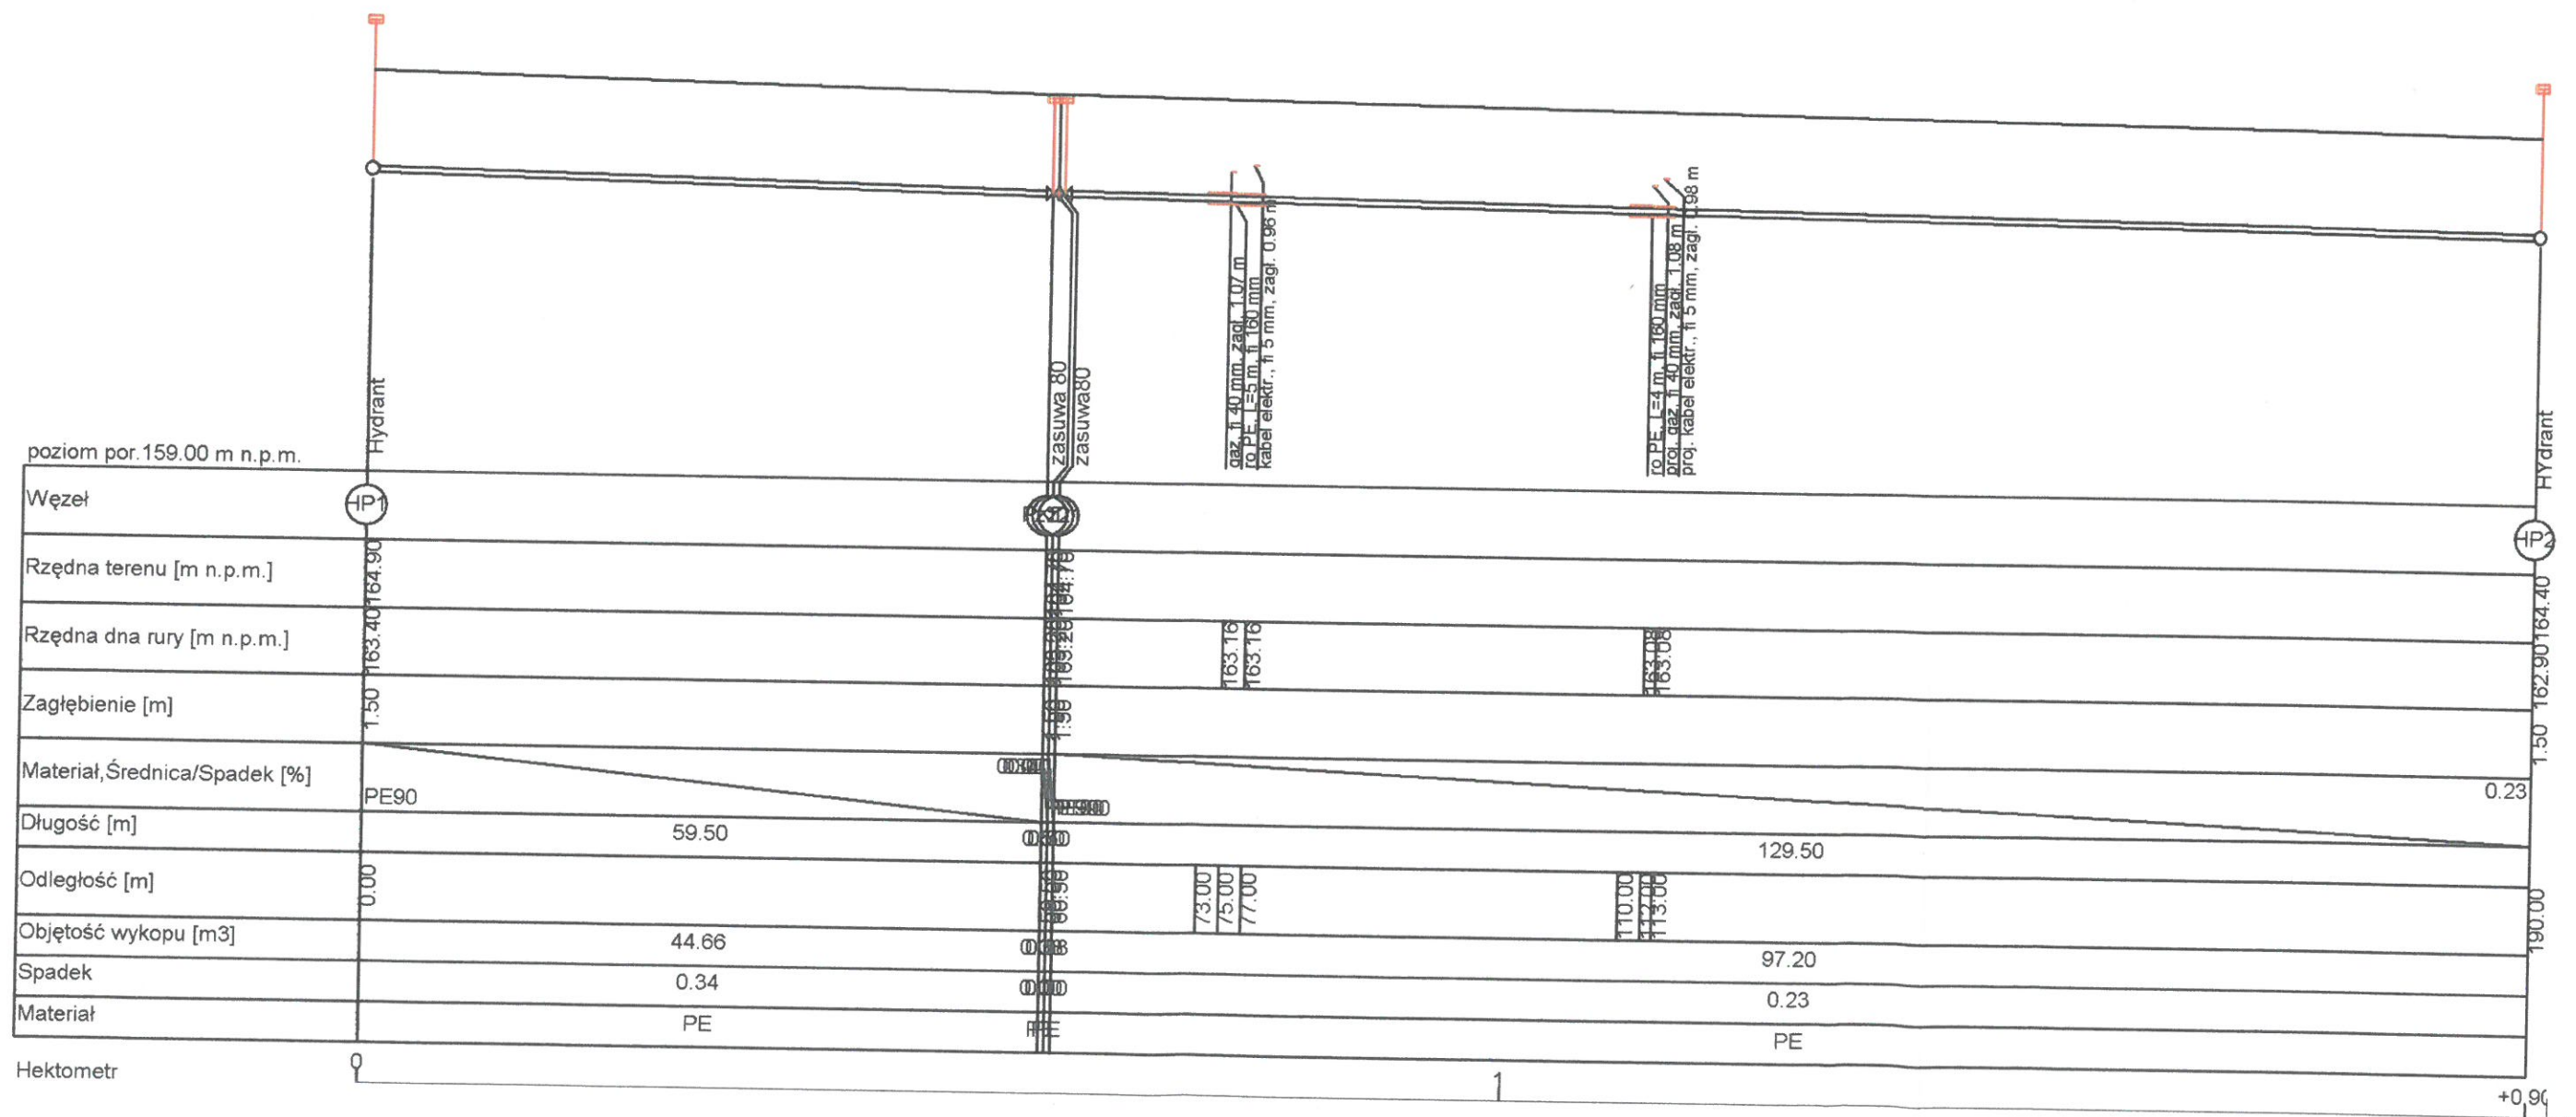 Hydrant
zasuwa 80
zasuwa80
gaz, fi 40 mm, zagł. 1.07 m
ro PE, L=5 m, fi 160 mm
kabel elektr., fi 5 mm, zagł. 0.96 m
ro PE, L=4 m, fi 160 mm
proj. gaz, fi 40 mm, zagł. 1.08 m
proj. kabel elektr., fi 5 mm, zagł. 0.98 m
HYdrant
poziom por.159.00 m n.p.m.
Węzeł HP1 HP2
Rzędna terenu [m n.p.m.] 164.90 164.40
Rzędna dna rury [m n.p.m.] 163.40 163.16 163.16 163.08 163.08 162.90
Zagłębienie [m] 1.50 1.50
Materiał,Średnica/Spadek [%] PE90 0.23
Długość [m] 59.50 129.50
Odległość [m] 0.00 73.00 75.00 77.00 110.00 112.00 113.00 190.00
Objętość wykopu [m3] 44.66 97.20
Spadek 0.34 0.23
Materiał PE PE
Hektometr 0 1 +0,90